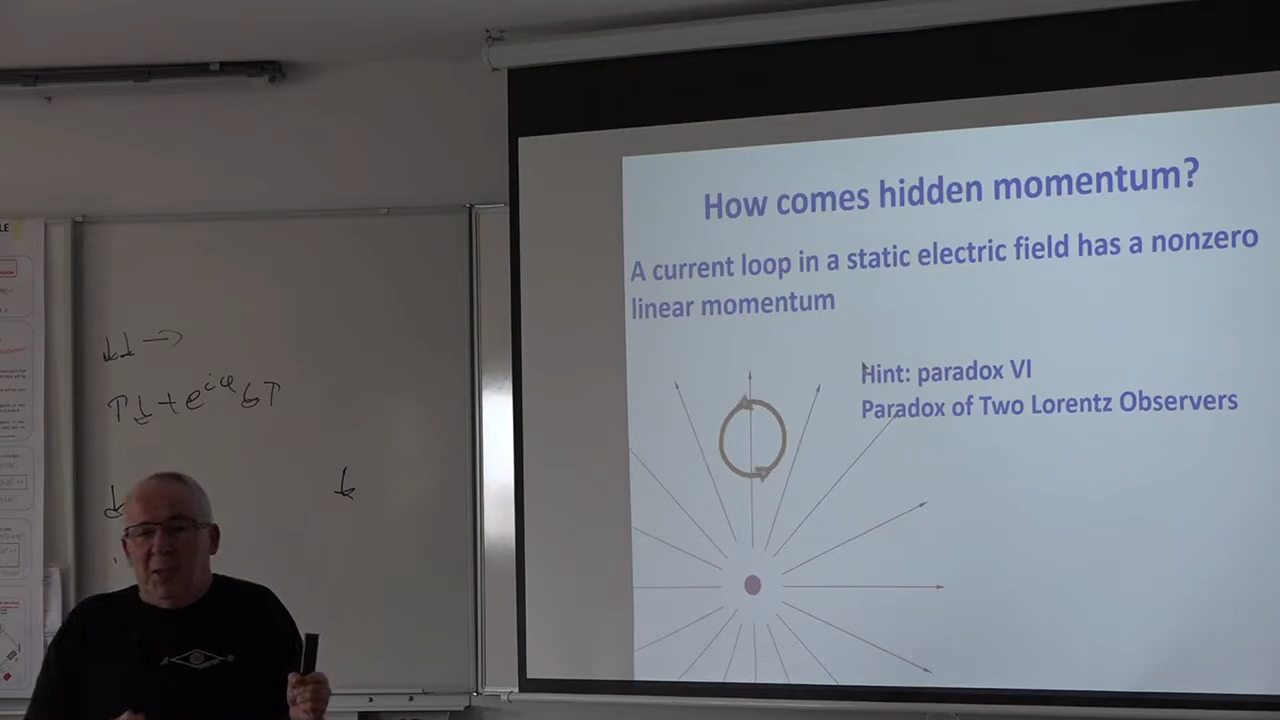 ↓↓ →
↑↓ + e^{iφ} ↓↑
↓ ↓
How comes hidden momentum?
A current loop in a static electric field has a nonzero
linear momentum
Hint: paradox VI
Paradox of Two Lorentz Observers